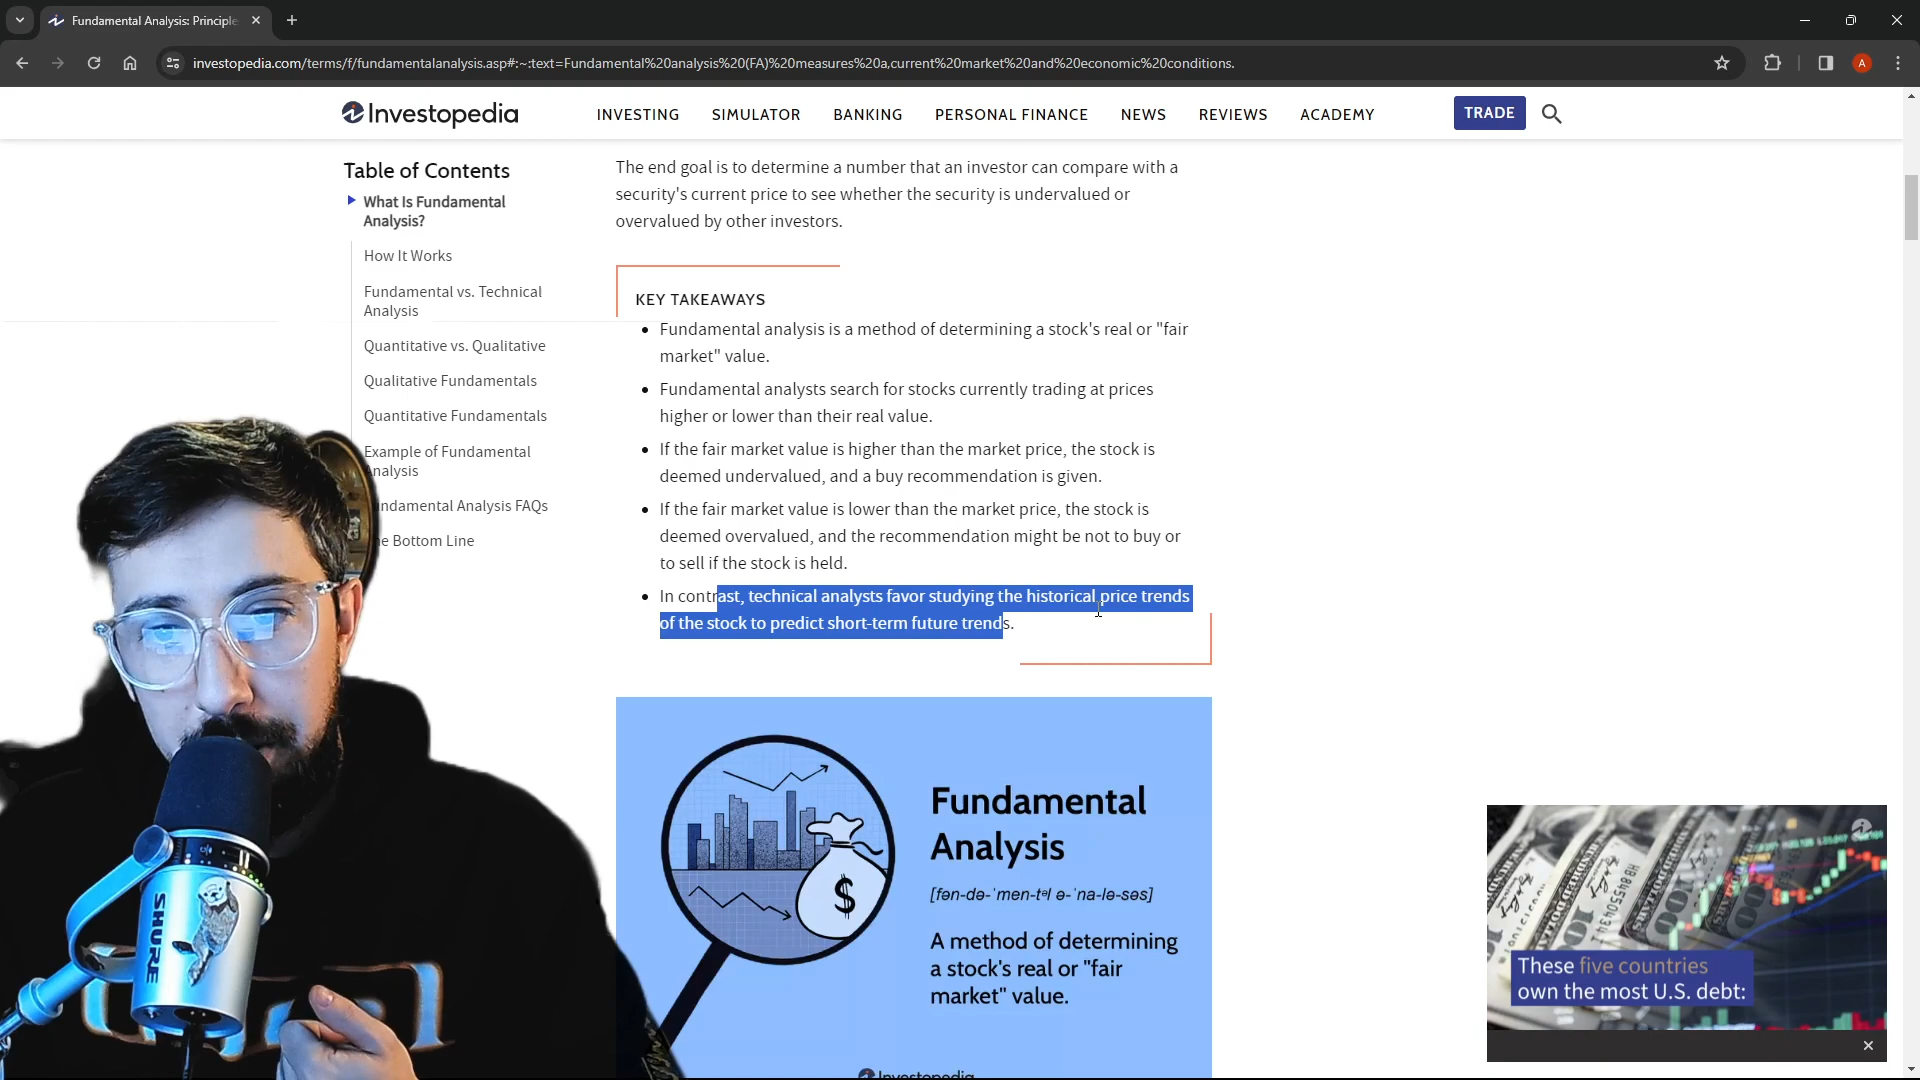 Fundamental Analysis: Principle
investopedia.com/terms/f/fundamentalanalysis.asp#:~:text=Fundamental%20analysis%20(FA)%20measures%20a,current%20market%20and%20economic%20conditions.
A
Investopedia
INVESTING SIMULATOR BANKING PERSONAL FINANCE NEWS REVIEWS ACADEMY
TRADE
Table of Contents
What Is Fundamental
Analysis?
How It Works
Fundamental vs. Technical
Analysis
Quantitative vs. Qualitative
Qualitative Fundamentals
Quantitative Fundamentals
Example of Fundamental
nalysis
ndamental Analysis FAQs
e Bottom Line
The end goal is to determine a number that an investor can compare with a
security's current price to see whether the security is undervalued or
overvalued by other investors.
KEY TAKEAWAYS
• Fundamental analysis is a method of determining a stock's real or "fair
market" value.
• Fundamental analysts search for stocks currently trading at prices
higher or lower than their real value.
• If the fair market value is higher than the market price, the stock is
deemed undervalued, and a buy recommendation is given.
• If the fair market value is lower than the market price, the stock is
deemed overvalued, and the recommendation might be not to buy or
to sell if the stock is held.
• In contrast, technical analysts favor studying the historical price trends
of the stock to predict short-term future trends.
$
Fundamental
Analysis
[fən-də-ˈmen-tᵊl ə-ˈna-lə-səs]
A method of determining
a stock's real or "fair
market" value.
Investopedia
These five countries
own the most U.S. debt:
SHURE